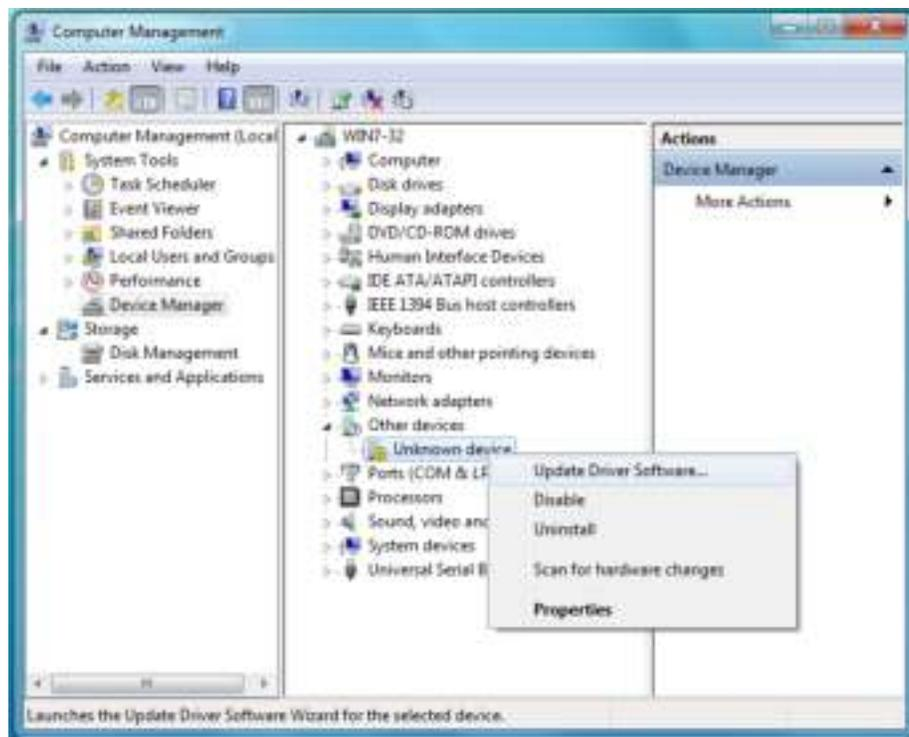 Computer Management
File Action View Help
Computer Management (Local
System Tools
Task Scheduler
Event Viewer
Shared Folders
Local Users and Groups
Performance
Device Manager
Storage
Disk Management
Services and Applications
WIN7-32
Computer
Disk drives
Display adapters
DVD/CD-ROM drives
Human Interface Devices
IDE ATA/ATAPI controllers
IEEE 1394 Bus host controllers
Keyboards
Mice and other pointing devices
Monitors
Network adapters
Other devices
Unknown device
Ports (COM & LP
Processors
Sound, video and
System devices
Universal Serial B
Update Driver Software...
Disable
Uninstall
Scan for hardware changes
Properties
Actions
Device Manager
More Actions
Launches the Update Driver Software Wizard for the selected device.